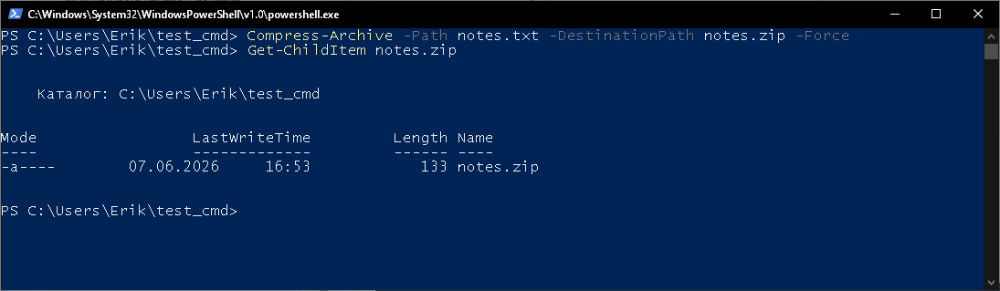 C:\Windows\System32\WindowsPowerShell\v1.0\powershell.exe
PS C:\Users\Erik\test_cmd> Compress-Archive -Path notes.txt -DestinationPath notes.zip -Force
PS C:\Users\Erik\test_cmd> Get-ChildItem notes.zip
Каталог: C:\Users\Erik\test_cmd
Mode LastWriteTime Length Name
---- ------------- ------ ----
-a---- 07.06.2026 16:53 133 notes.zip
PS C:\Users\Erik\test_cmd>